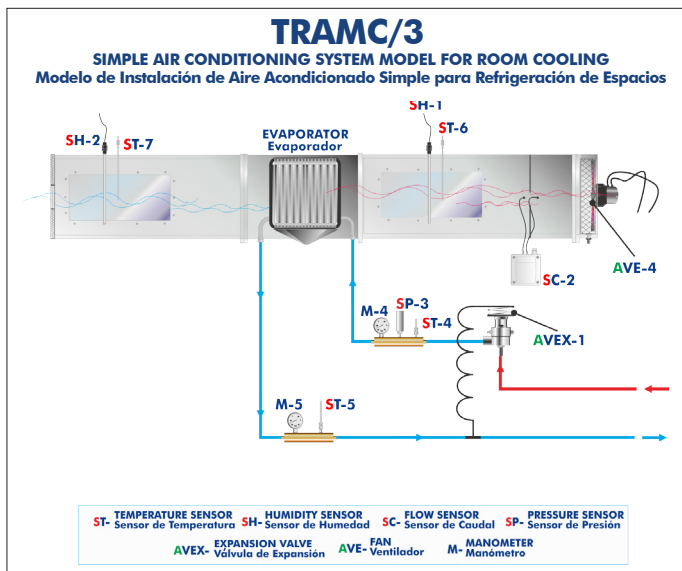 TRAMC/3
SIMPLE AIR CONDITIONING SYSTEM MODEL FOR ROOM COOLING
Modelo de Instalación de Aire Acondicionado Simple para Refrigeración de Espacios
SH-1
SH-2
ST-7
EVAPORATOR
Evaporador
ST-6
AVE-4
SC-2
SP-3
M-4
ST-4
AVEX-1
M-5
ST-5
ST- TEMPERATURE SENSOR SH- HUMIDITY SENSOR SC- FLOW SENSOR SP- PRESSURE SENSOR
Sensor de Temperatura Sensor de Humedad Sensor de Caudal Sensor de Presión
AVEX- EXPANSION VALVE AVE- FAN M- MANOMETER
Válvula de Expansión Ventilador Manómetro